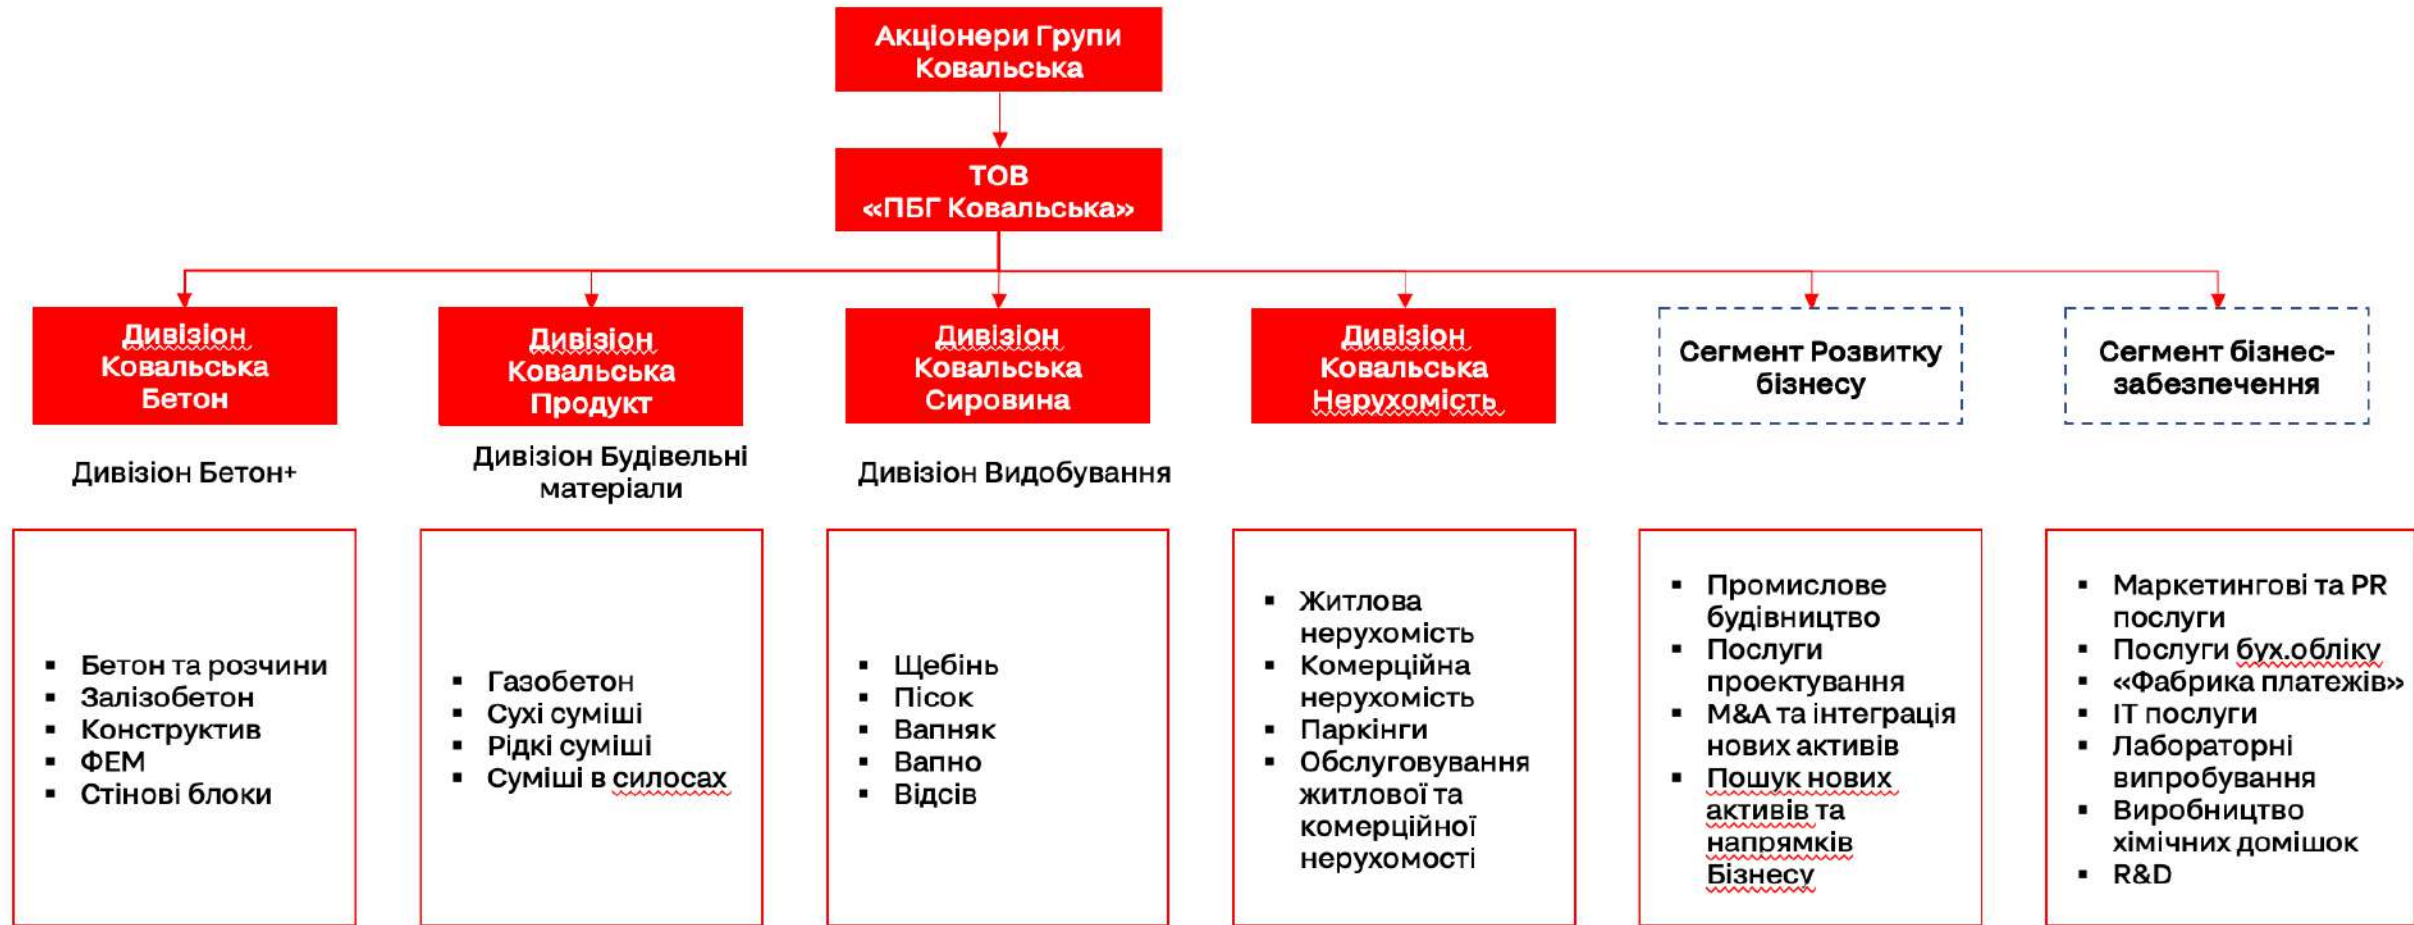 Акціонери Групи
Ковальська
ТОВ
«ПБГ Ковальська»
Дивізіон
Ковальська
Бетон
Дивізіон
Ковальська
Продукт
Дивізіон
Ковальська
Сировина
Дивізіон
Ковальська
Нерухомість
Сегмент Розвитку
бізнесу
Сегмент бізнес-
забезпечення
Дивізіон Бетон+
Дивізіон Будівельні
матеріали
Дивізіон Видобування
▪ Бетон та розчини
▪ Залізобетон
▪ Конструктив
▪ ФЕМ
▪ Стінові блоки
▪ Газобетон
▪ Сухі суміші
▪ Рідкі суміші
▪ Суміші в силосах
▪ Щебінь
▪ Пісок
▪ Вапняк
▪ Вапно
▪ Відсів
▪ Житлова
нерухомість
▪ Комерційна
нерухомість
▪ Паркінги
▪ Обслуговування
житлової та
комерційної
нерухомості
▪ Промислове
будівництво
▪ Послуги
проектування
▪ M&A та інтеграція
нових активів
▪ Пошук нових
активів та
напрямків
Бізнесу
▪ Маркетингові та PR
послуги
▪ Послуги бух.обліку
▪ «Фабрика платежів»
▪ IT послуги
▪ Лабораторні
випробування
▪ Виробництво
хімічних домішок
▪ R&D